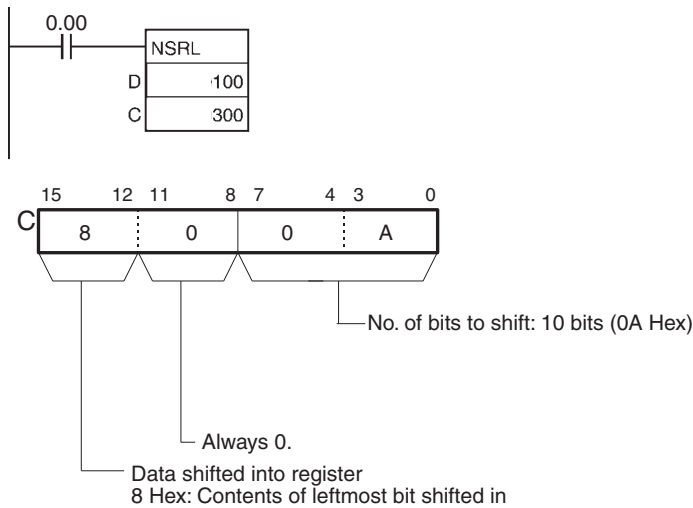 0.00
NSRL
D 100
C 300
15 12 11 8 7 4 3 0
C 8 0 0 A
No. of bits to shift: 10 bits (0A Hex)
Always 0.
Data shifted into register
8 Hex: Contents of leftmost bit shifted in